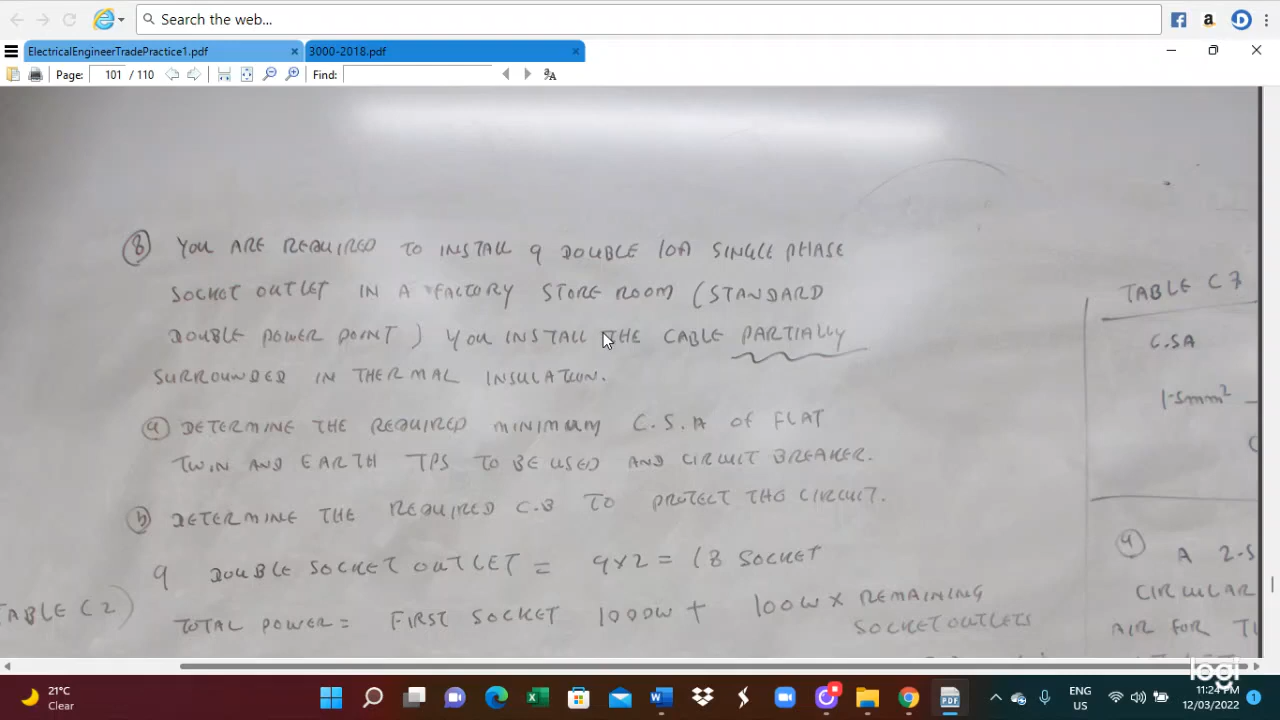 Search the web...
ElectricalEngineerTradePractice1.pdf
3000-2018.pdf
Page: 101 / 110
Find:
8 YOU ARE REQUIRED TO INSTALL 9 DOUBLE 10A SINGLE PHASE
SOCKET OUTLET IN A FACTORY STORE ROOM (STANDARD
DOUBLE POWER POINT) YOU INSTALL THE CABLE PARTIALLY
SURROUNDED IN THERMAL INSULATION.
a DETERMINE THE REQUIRED MINIMUM C.S.A OF FLAT
TWIN AND EARTH TPS TO BE USED AND CIRCUIT BREAKER.
b DETERMINE THE REQUIRED C.B TO PROTECT THE CIRCUIT.
9 DOUBLE SOCKET OUTLET = 9x2 = 18 SOCKET
TABLE C2)
TOTAL POWER = FIRST SOCKET 1000W + 100W x REMAINING
SOCKET OUTLETS
TABLE C7
C.SA
1.5mm²
9 A 2-S
CIRCULAR
AIR FOR
logi
21°C
Clear
ENG
US
11:24 PM
12/03/2022